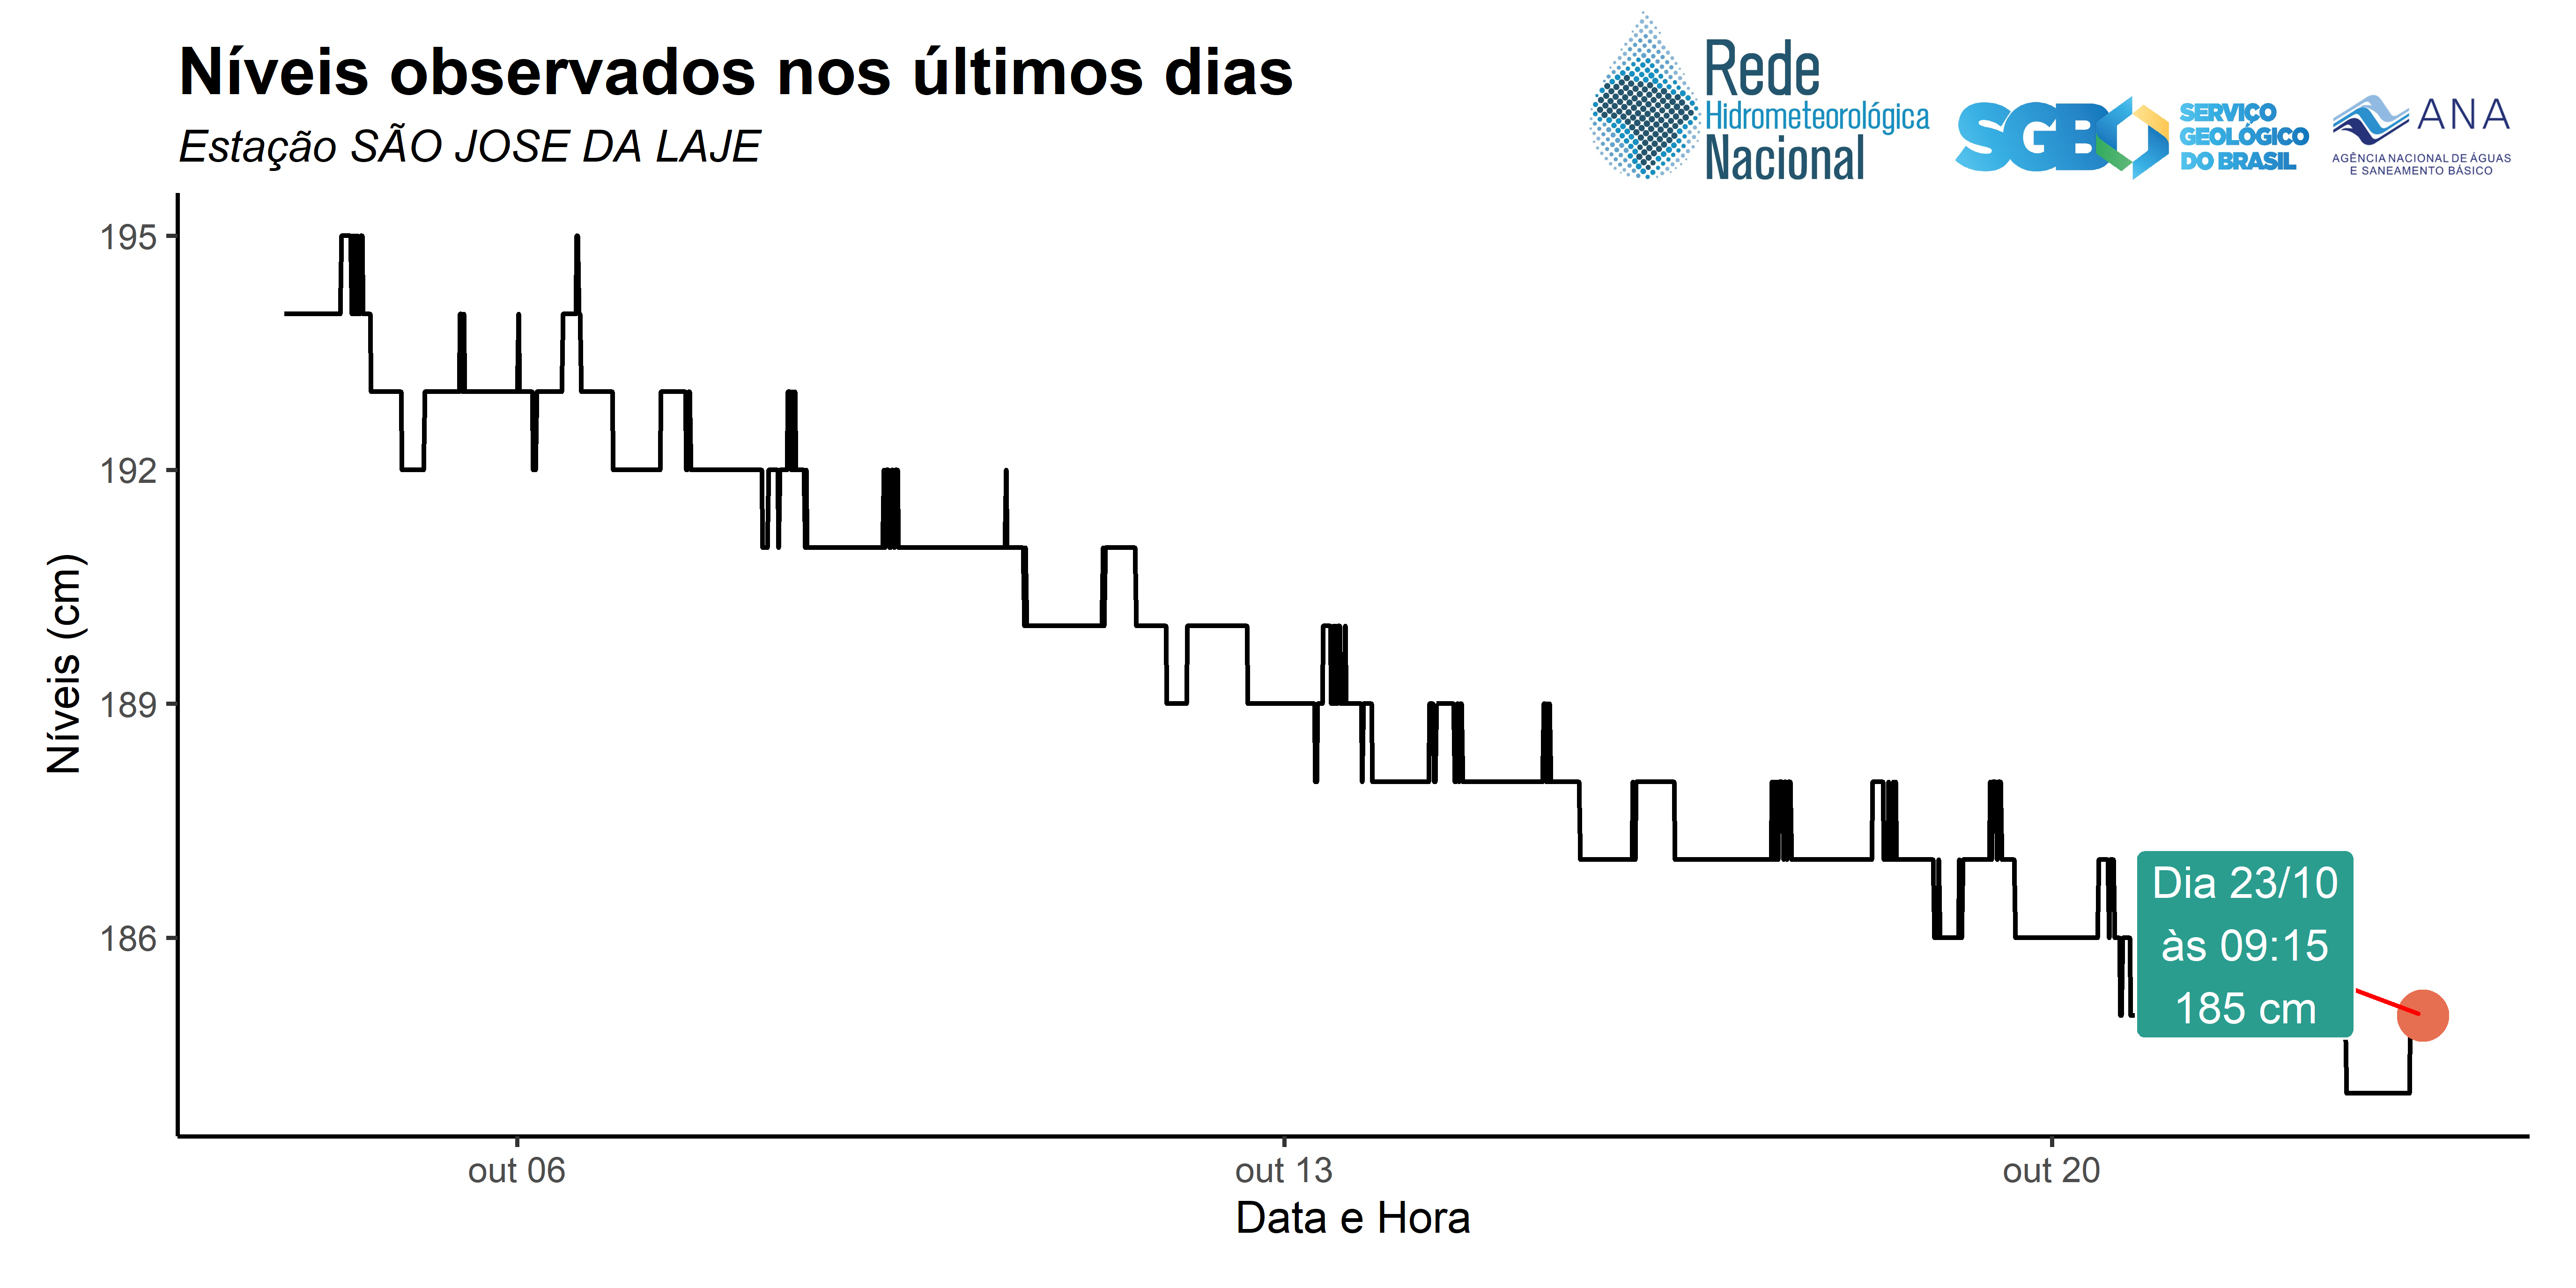 Níveis observados nos últimos dias
Estação SÃO JOSE DA LAJE
Rede
Hidrometeorológica
Nacional
SGB
SERVIÇO
GEOLÓGICO
DO BRASIL
ANA
AGÊNCIA NACIONAL DE ÁGUAS
E SANEAMENTO BÁSICO
Níveis (cm)
195
192
189
186
Dia 23/10
às 09:15
185 cm
out 06
out 13
out 20
Data e Hora